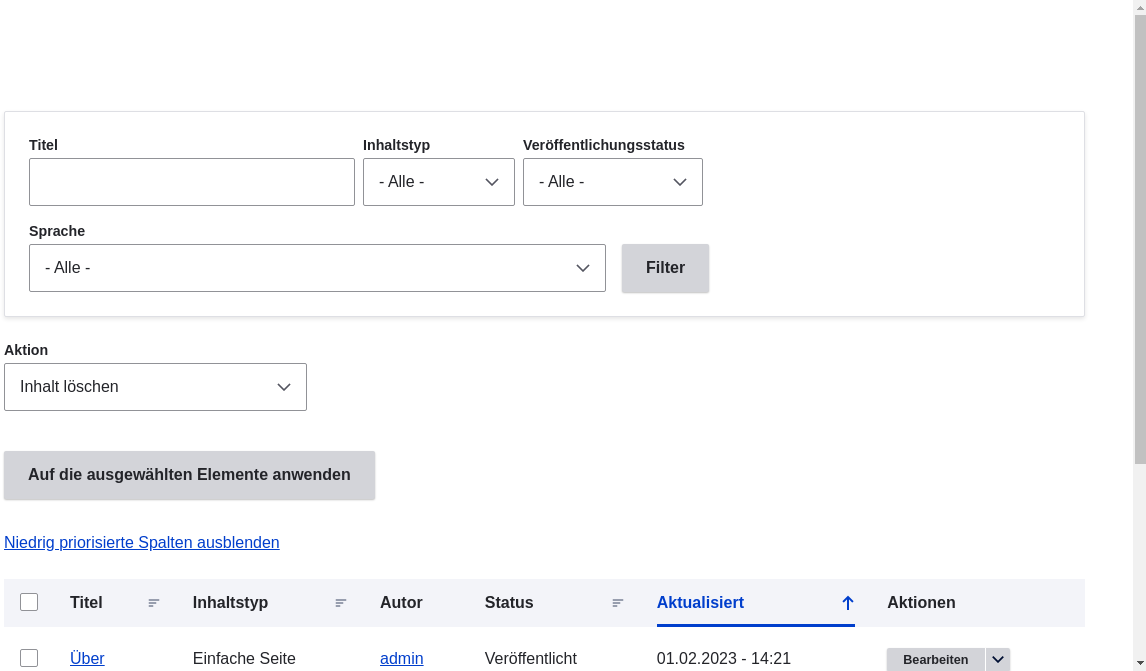 Titel Inhaltstyp Veröffentlichungsstatus
- Alle - - Alle -
Sprache
- Alle - Filter
Aktion
Inhalt löschen
Auf die ausgewählten Elemente anwenden
Niedrig priorisierte Spalten ausblenden
Titel Inhaltstyp Autor Status Aktualisiert Aktionen
Über Einfache Seite admin Veröffentlicht 01.02.2023 - 14:21 Bearbeiten